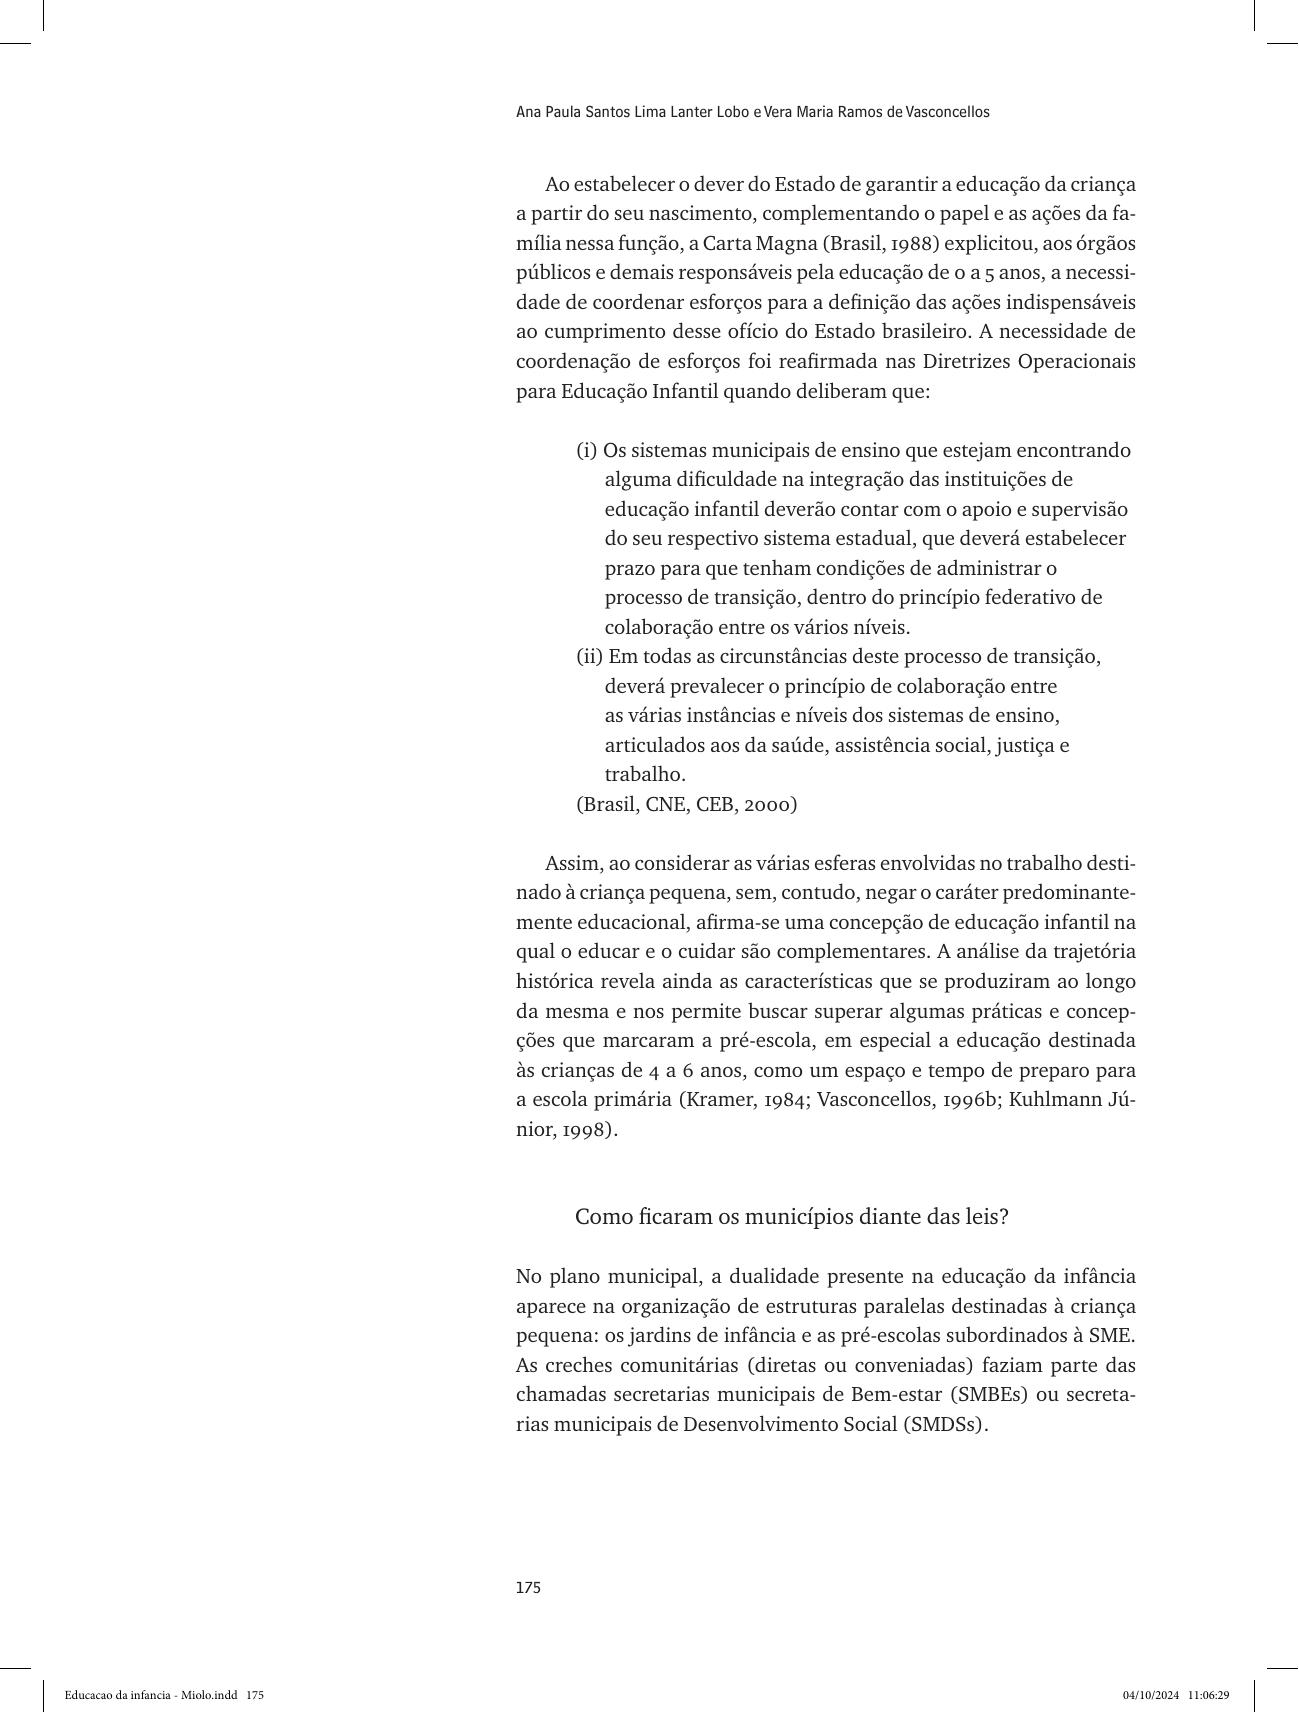 Ana Paula Santos Lima Lanter Lobo e Vera Maria Ramos de Vasconcellos
Ao estabelecer o dever do Estado de garantir a educação da criança
a partir do seu nascimento, complementando o papel e as ações da fa-
mília nessa função, a Carta Magna (Brasil, 1988) explicitou, aos órgãos
públicos e demais responsáveis pela educação de 0 a 5 anos, a necessi-
dade de coordenar esforços para a definição das ações indispensáveis
ao cumprimento desse ofício do Estado brasileiro. A necessidade de
coordenação de esforços foi reafirmada nas Diretrizes Operacionais
para Educação Infantil quando deliberam que:
(i) Os sistemas municipais de ensino que estejam encontrando
alguma dificuldade na integração das instituições de
educação infantil deverão contar com o apoio e supervisão
do seu respectivo sistema estadual, que deverá estabelecer
prazo para que tenham condições de administrar o
processo de transição, dentro do princípio federativo de
colaboração entre os vários níveis.
(ii) Em todas as circunstâncias deste processo de transição,
deverá prevalecer o princípio de colaboração entre
as várias instâncias e níveis dos sistemas de ensino,
articulados aos da saúde, assistência social, justiça e
trabalho.
(Brasil, CNE, CEB, 2000)
Assim, ao considerar as várias esferas envolvidas no trabalho desti-
nado à criança pequena, sem, contudo, negar o caráter predominante-
mente educacional, afirma-se uma concepção de educação infantil na
qual o educar e o cuidar são complementares. A análise da trajetória
histórica revela ainda as características que se produziram ao longo
da mesma e nos permite buscar superar algumas práticas e concep-
ções que marcaram a pré-escola, em especial a educação destinada
às crianças de 4 a 6 anos, como um espaço e tempo de preparo para
a escola primária (Kramer, 1984; Vasconcellos, 1996b; Kuhlmann Jú-
nior, 1998).
Como ficaram os municípios diante das leis?
No plano municipal, a dualidade presente na educação da infância
aparece na organização de estruturas paralelas destinadas à criança
pequena: os jardins de infância e as pré-escolas subordinados à SME.
As creches comunitárias (diretas ou conveniadas) faziam parte das
chamadas secretarias municipais de Bem-estar (SMBEs) ou secreta-
rias municipais de Desenvolvimento Social (SMDSs).
175
Educacao da infancia - Miolo.indd 175
04/10/2024 11:06:29